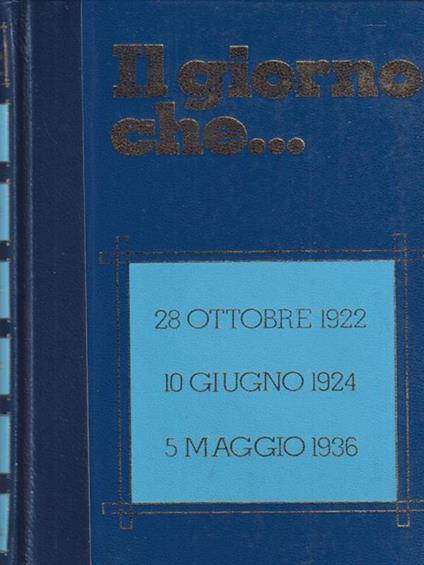 Il giorno
che...
28 OTTOBRE 1922
10 GIUGNO 1924
5 MAGGIO 1936